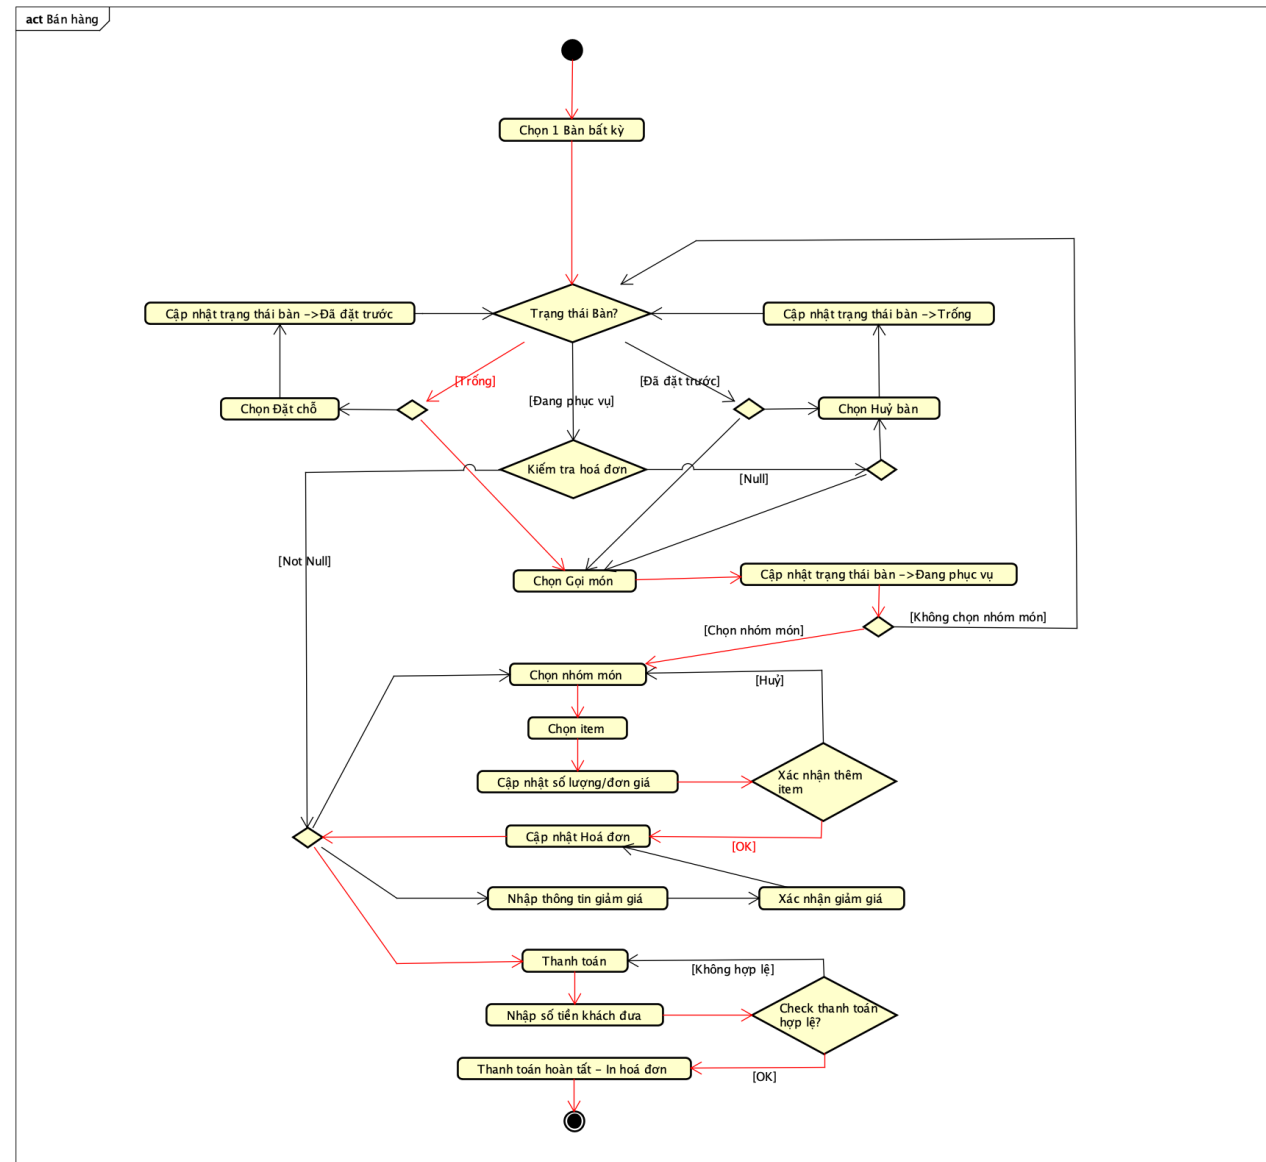 act Bán hàng
Chọn 1 Bàn bất kỳ
Cập nhật trạng thái bàn ->Đã đặt trước
Trạng thái Bàn?
Cập nhật trạng thái bàn ->Trống
[Trống]
[Đã đặt trước]
[Đang phục vụ]
Chọn Đặt chỗ
Chọn Huỷ bàn
Kiểm tra hoá đơn
[Null]
[Not Null]
Chọn Gọi món
Cập nhật trạng thái bàn ->Đang phục vụ
[Không chọn nhóm món]
[Chọn nhóm món]
Chọn nhóm món
[Huỷ]
Chọn item
Cập nhật số lượng/đơn giá
Xác nhận thêm
item
Cập nhật Hoá đơn
[OK]
Nhập thông tin giảm giá
Xác nhận giảm giá
Thanh toán
[Không hợp lệ]
Nhập số tiền khách đưa
Check thanh toán
hợp lệ?
Thanh toán hoàn tất - In hoá đơn
[OK]